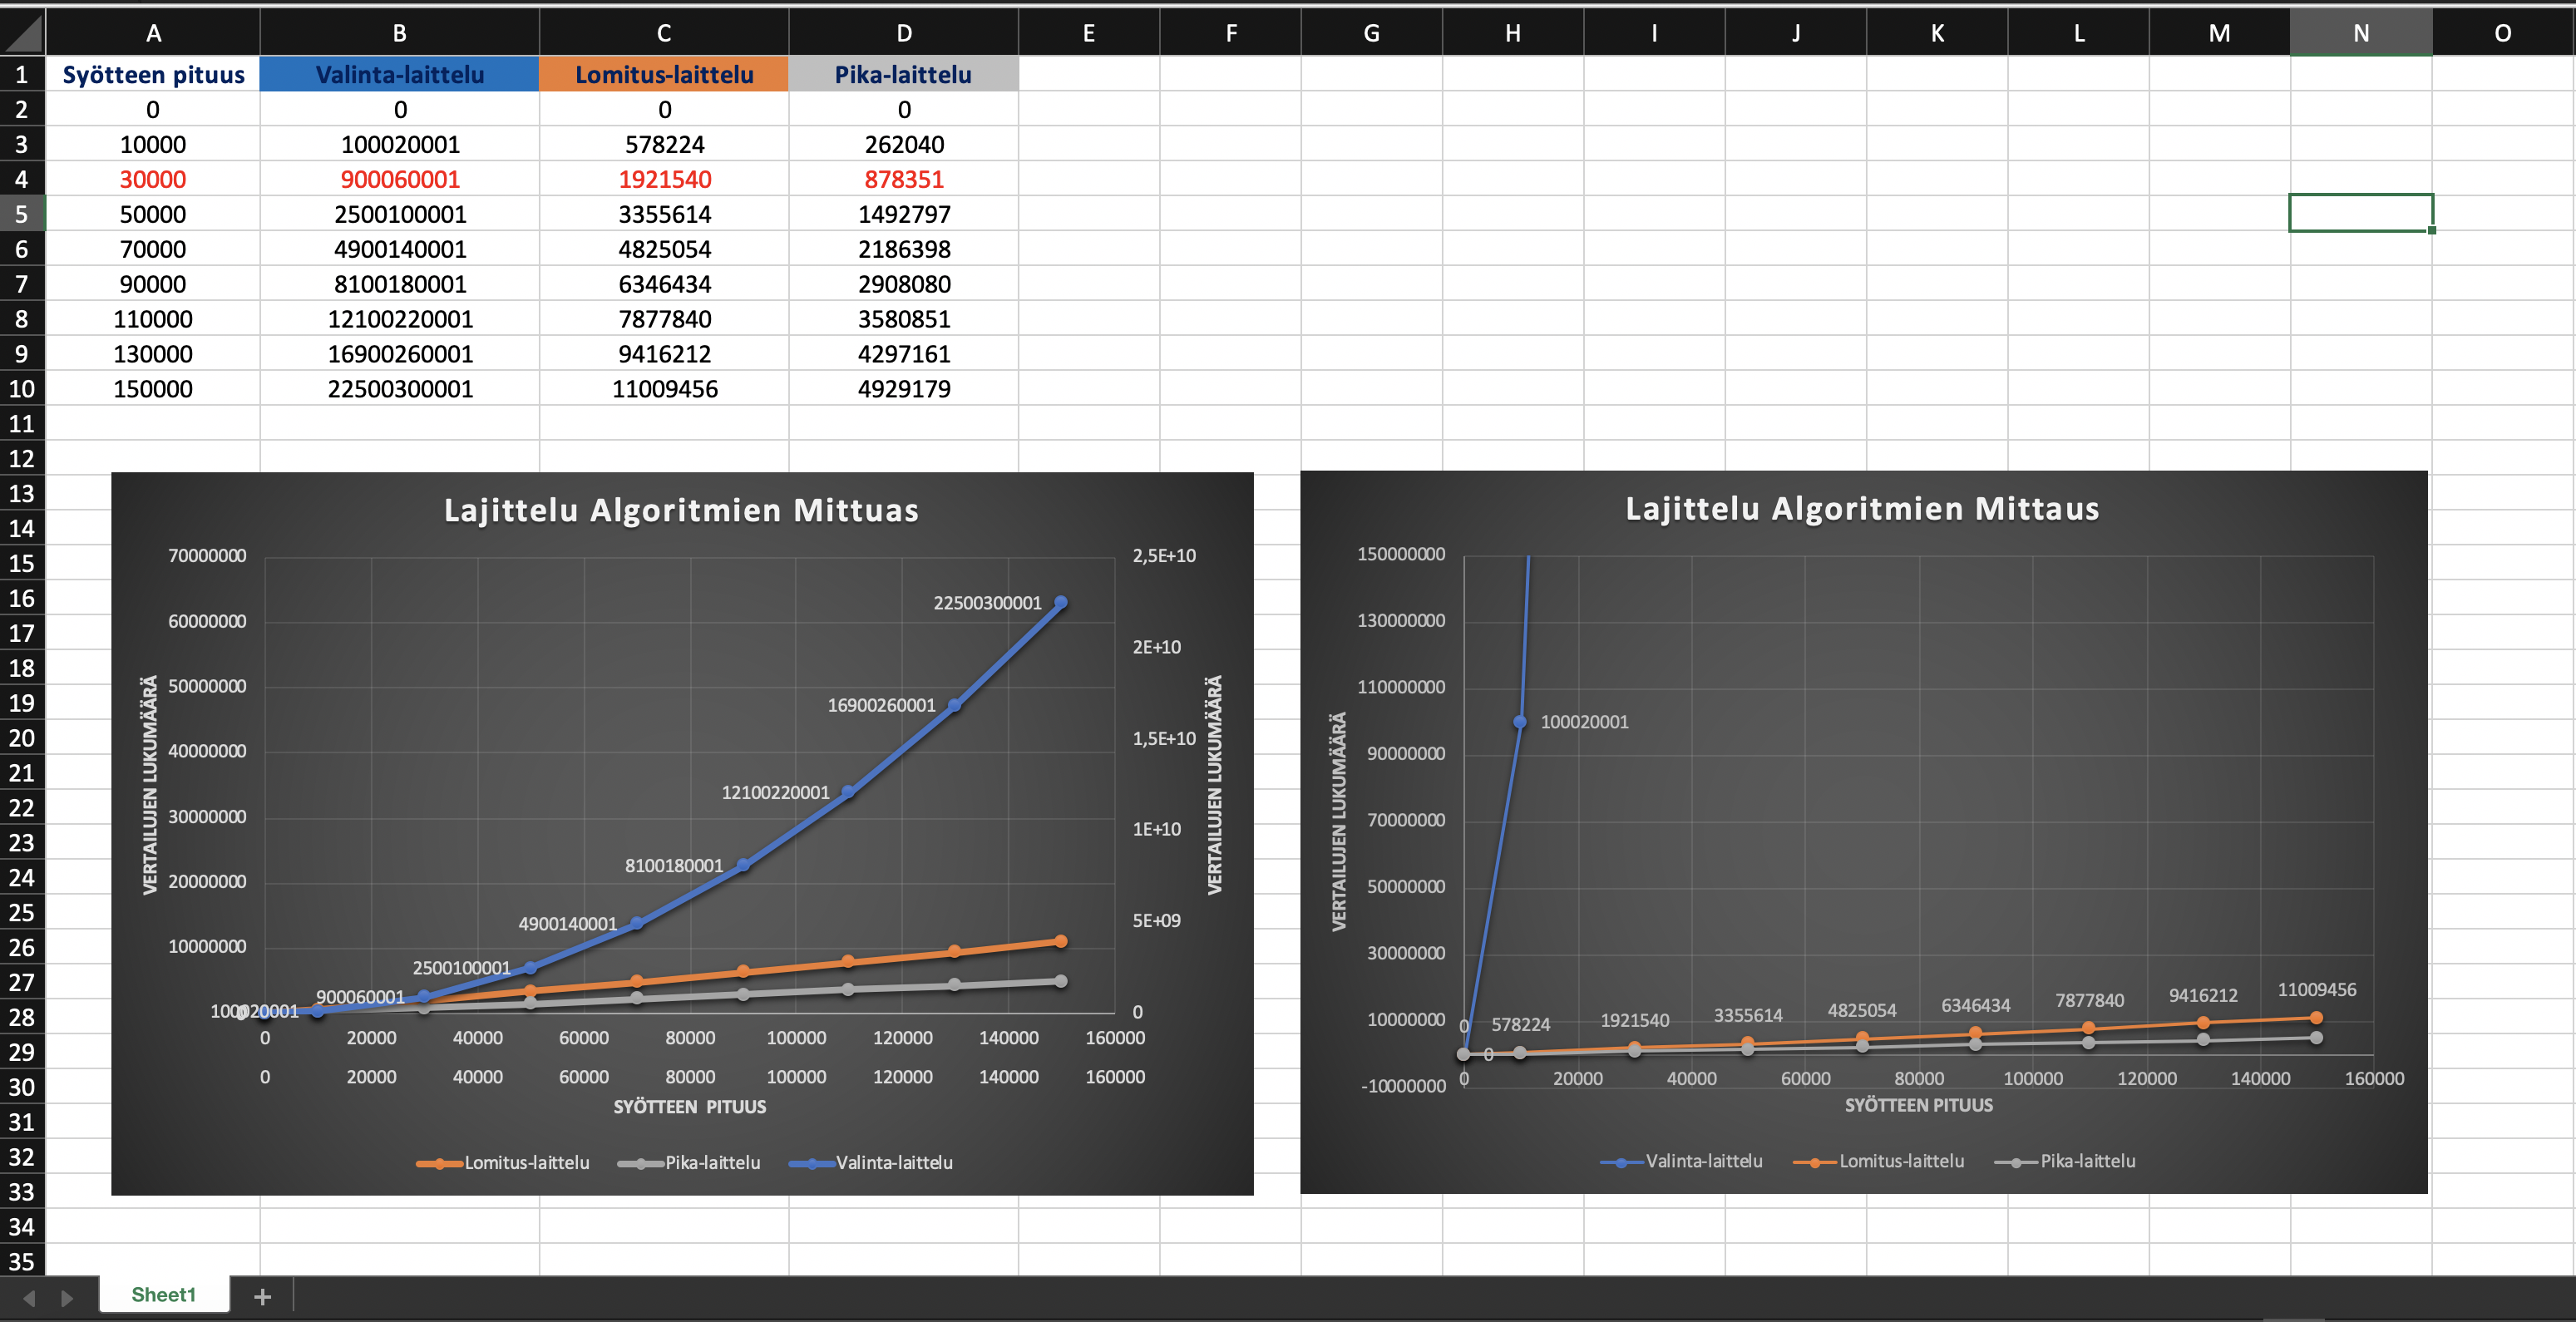 A B C D E F G H I J K L M N O
1 Syötteen pituus Valinta-laittelu Lomitus-laittelu Pika-laittelu
2 0 0 0 0
3 10000 100020001 578224 262040
4 30000 900060001 1921540 878351
5 50000 2500100001 3355614 1492797
6 70000 4900140001 4825054 2186398
7 90000 8100180001 6346434 2908080
8 110000 12100220001 7877840 3580851
9 130000 16900260001 9416212 4297161
10 150000 22500300001 11009456 4929179
11
12
13
14
15
16
17
18
19
20
21
22
23
24
25
26
27
28
29
30
31
32
33
34
35
Lajittelu Algoritmien Mittuas
70000000
60000000
50000000
40000000
30000000
20000000
10000000
0
VERTAILUJEN LUKUMÄÄRÄ
2,5E+10
2E+10
1,5E+10
1E+10
5E+09
0
VERTAILUJEN LUKUMÄÄRÄ
22500300001
16900260001
12100220001
8100180001
4900140001
2500100001
900060001
100020001
0 20000 40000 60000 80000 100000 120000 140000 160000
0 20000 40000 60000 80000 100000 120000 140000 160000
SYÖTTEEN PITUUS
Lomitus-laittelu Pika-laittelu Valinta-laittelu
Lajittelu Algoritmien Mittaus
150000000
130000000
110000000
90000000
70000000
50000000
30000000
10000000
-10000000
VERTAILUJEN LUKUMÄÄRÄ
100020001
0 578224 1921540 3355614 4825054 6346434 7877840 9416212 11009456
0
0 20000 40000 60000 80000 100000 120000 140000 160000
SYÖTTEEN PITUUS
Valinta-laittelu Lomitus-laittelu Pika-laittelu
Sheet1 +